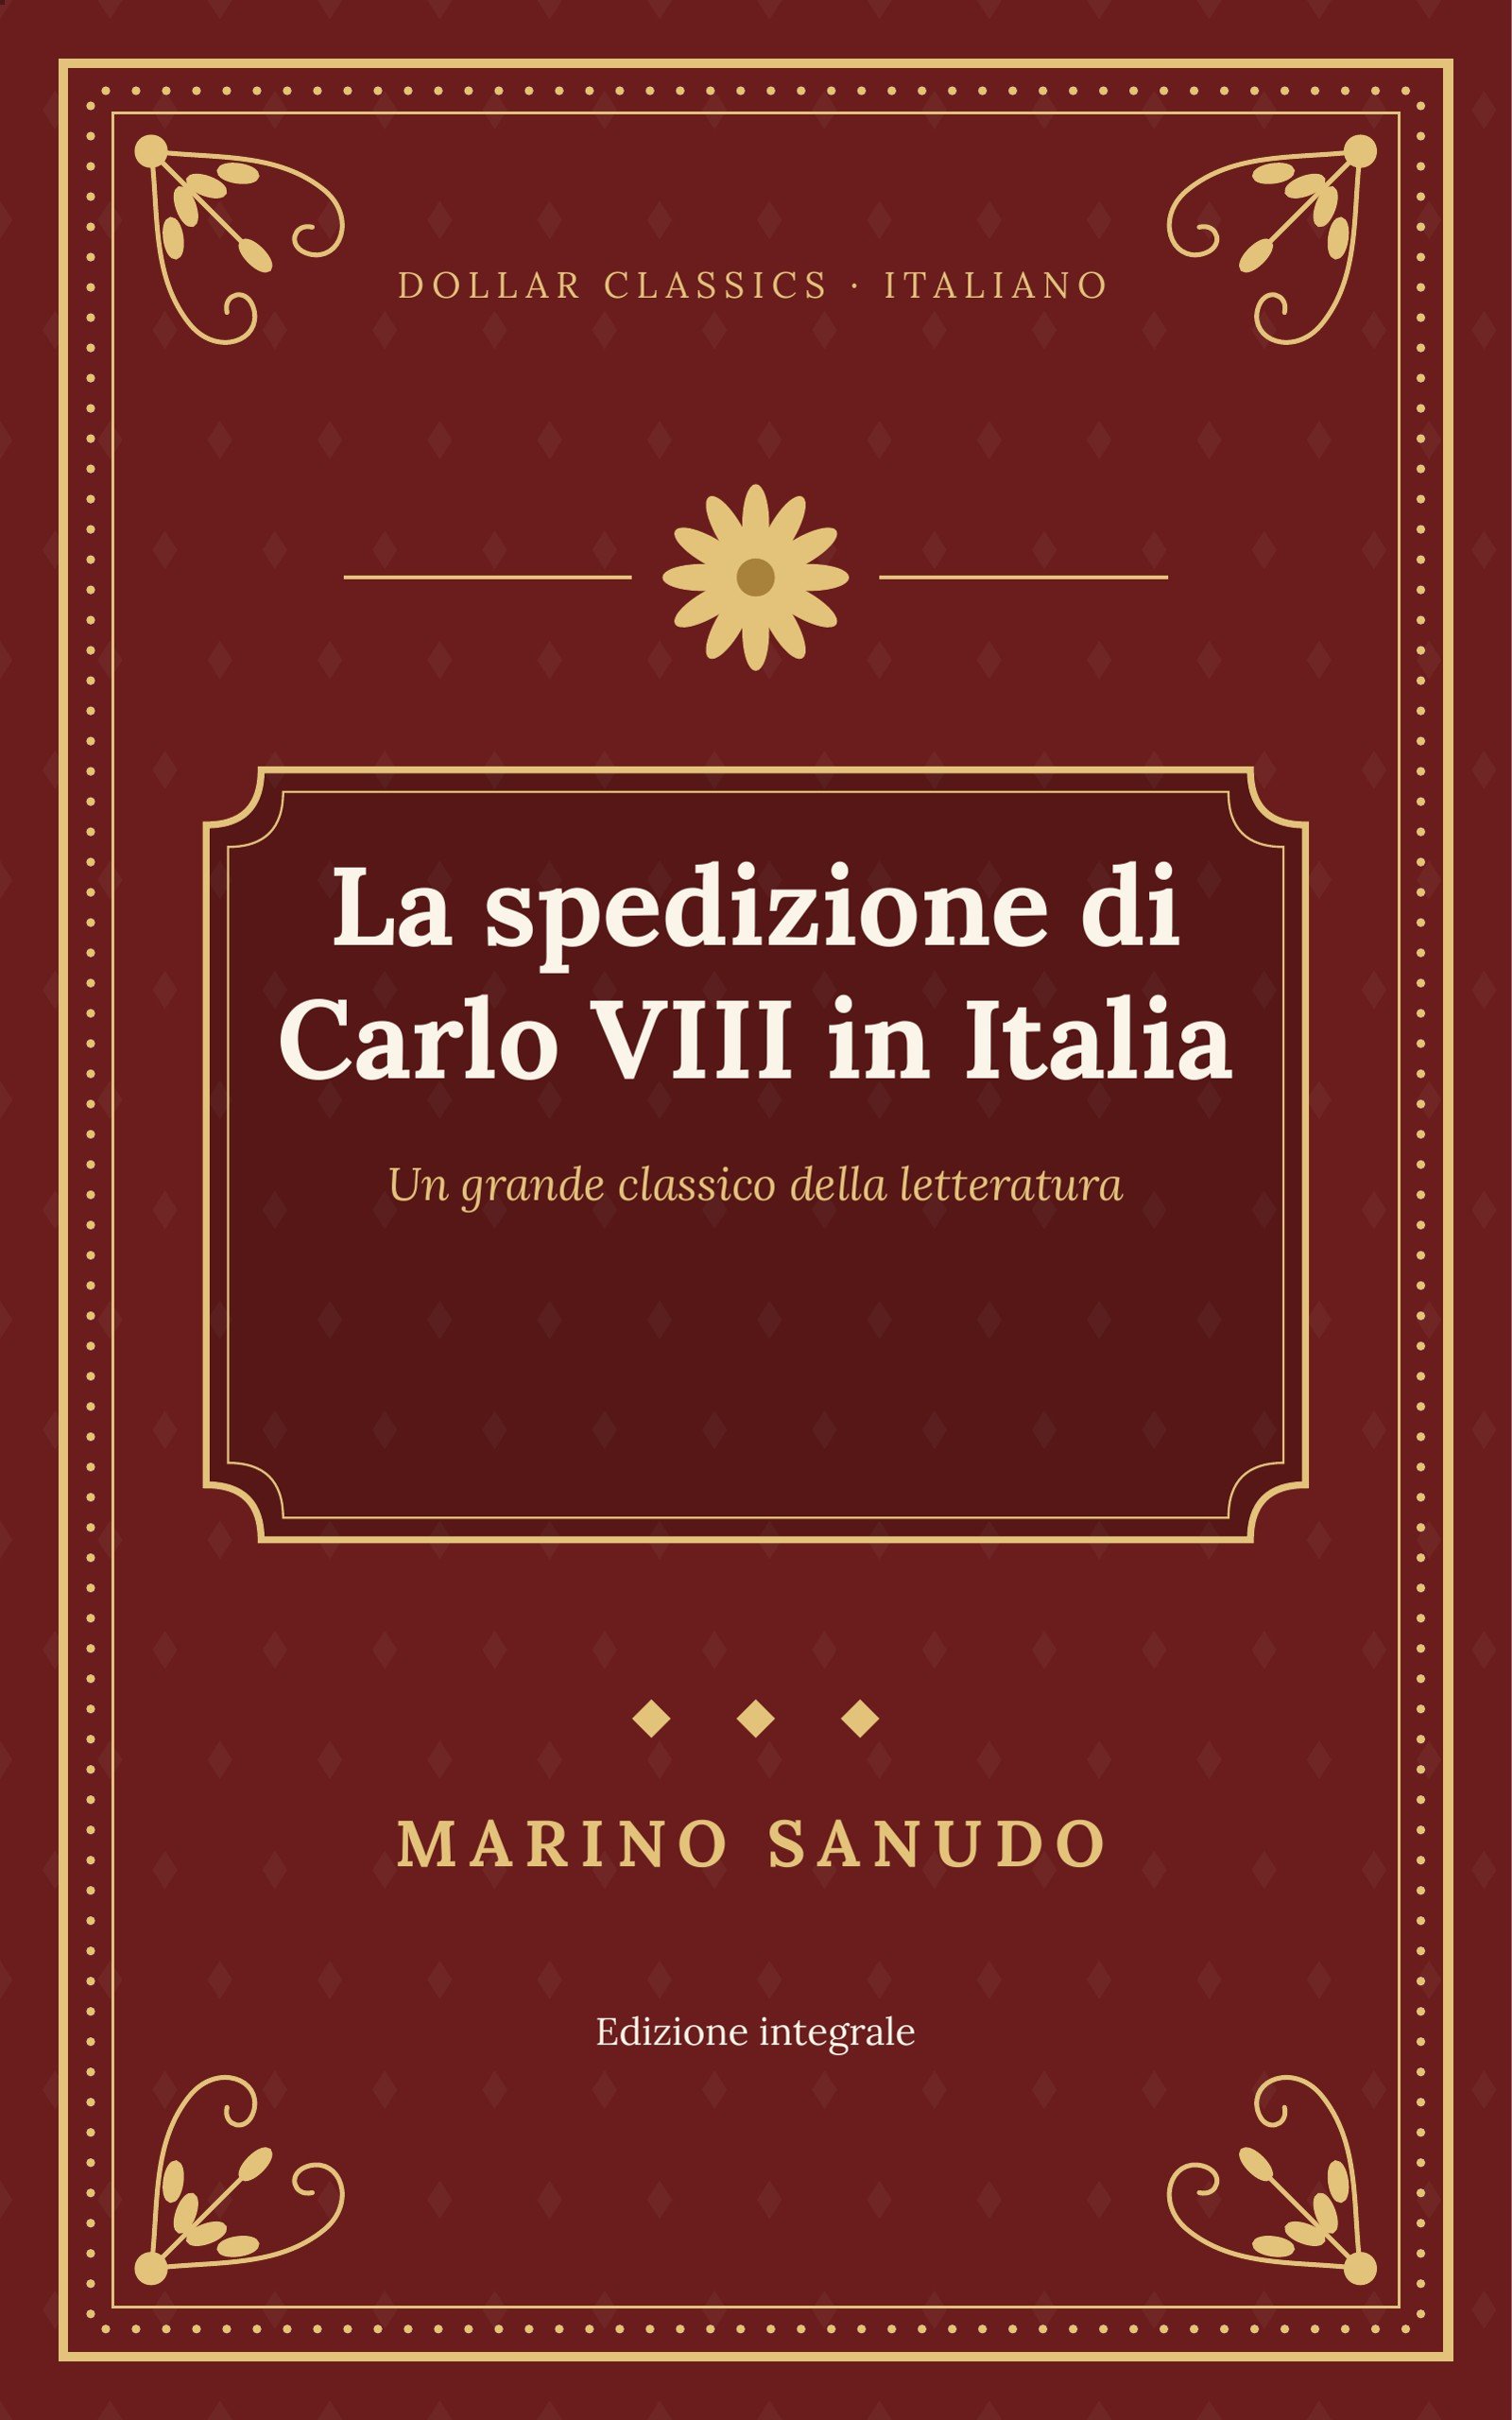 DOLLAR CLASSICS · ITALIANO
La spedizione di
Carlo VIII in Italia
Un grande classico della letteratura
MARINO SANUDO
Edizione integrale